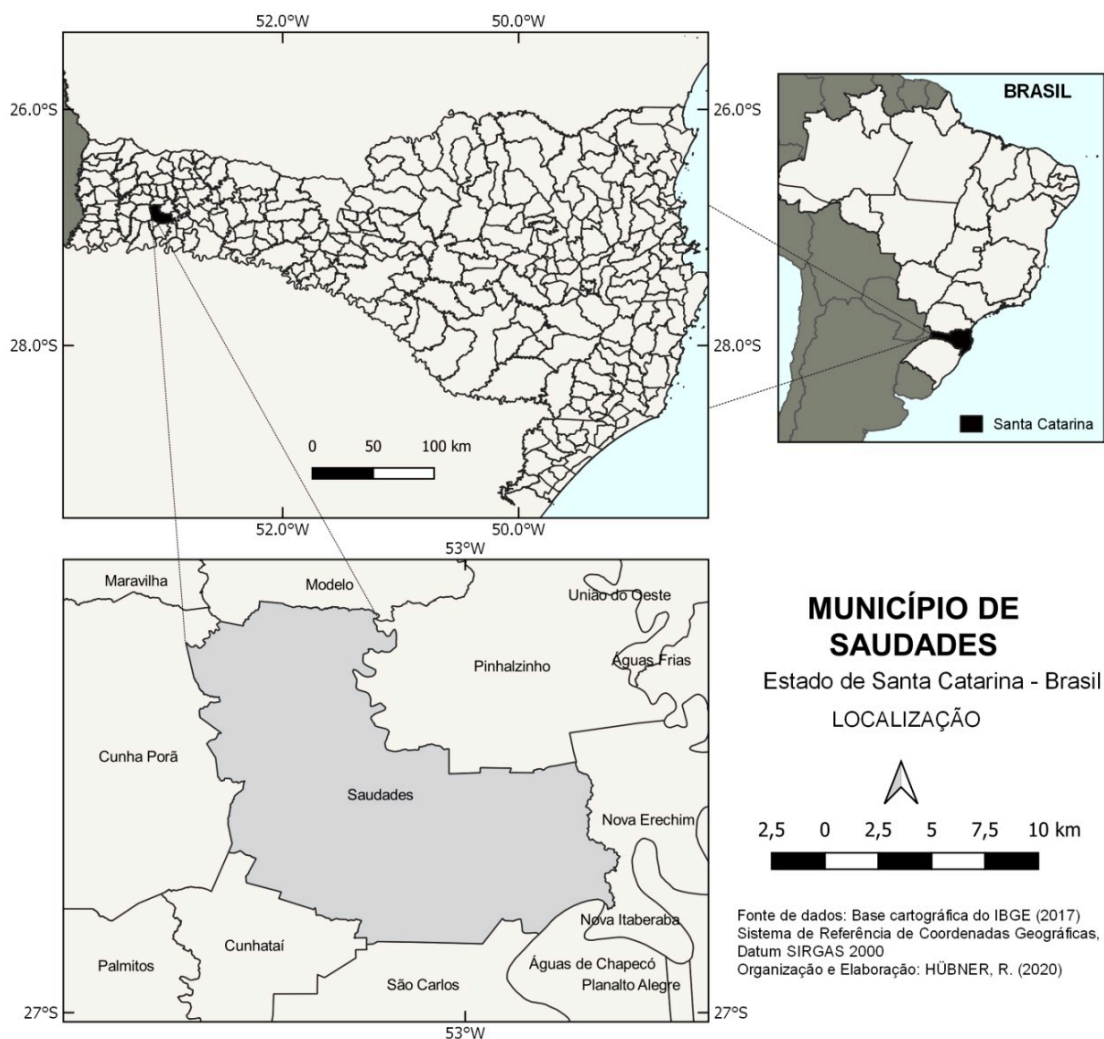 52.0°W 50.0°W
26.0°S 26.0°S
28.0°S 28.0°S
0 50 100 km
52.0°W 50.0°W
BRASIL
Santa Catarina
53°W
Maravilha
Modelo
União do Oeste
Pinhalzinho
Águas Frias
Cunha Porã
Saudades
Nova Erechim
Nova Itaberaba
Cunhataí
Palmitos
São Carlos
Águas de Chapecó
Planalto Alegre
27°S 27°S
53°W
MUNICÍPIO DE
SAUDADES
Estado de Santa Catarina - Brasil
LOCALIZAÇÃO
2,5 0 2,5 5 7,5 10 km
Fonte de dados: Base cartográfica do IBGE (2017)
Sistema de Referência de Coordenadas Geográficas,
Datum SIRGAS 2000
Organização e Elaboração: HÜBNER, R. (2020)